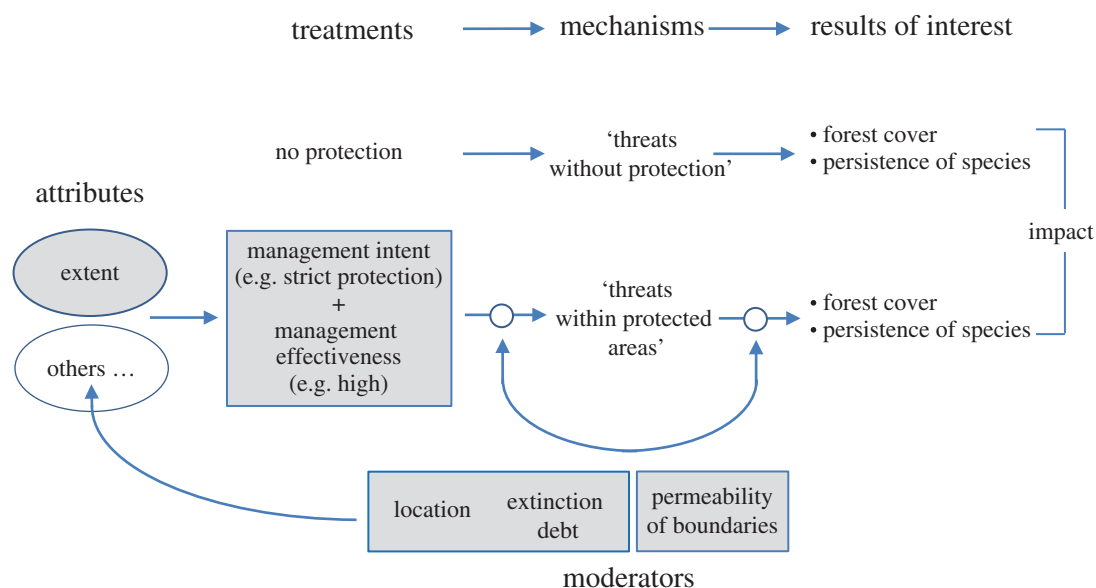 treatments mechanisms results of interest
no protection
‘threats
without protection’
• forest cover
• persistence of species
impact
attributes
extent
others ...
management intent
(e.g. strict protection)
+
management
effectiveness
(e.g. high)
‘threats
within protected
areas’
• forest cover
• persistence of species
location
extinction
debt
permeability
of boundaries
moderators